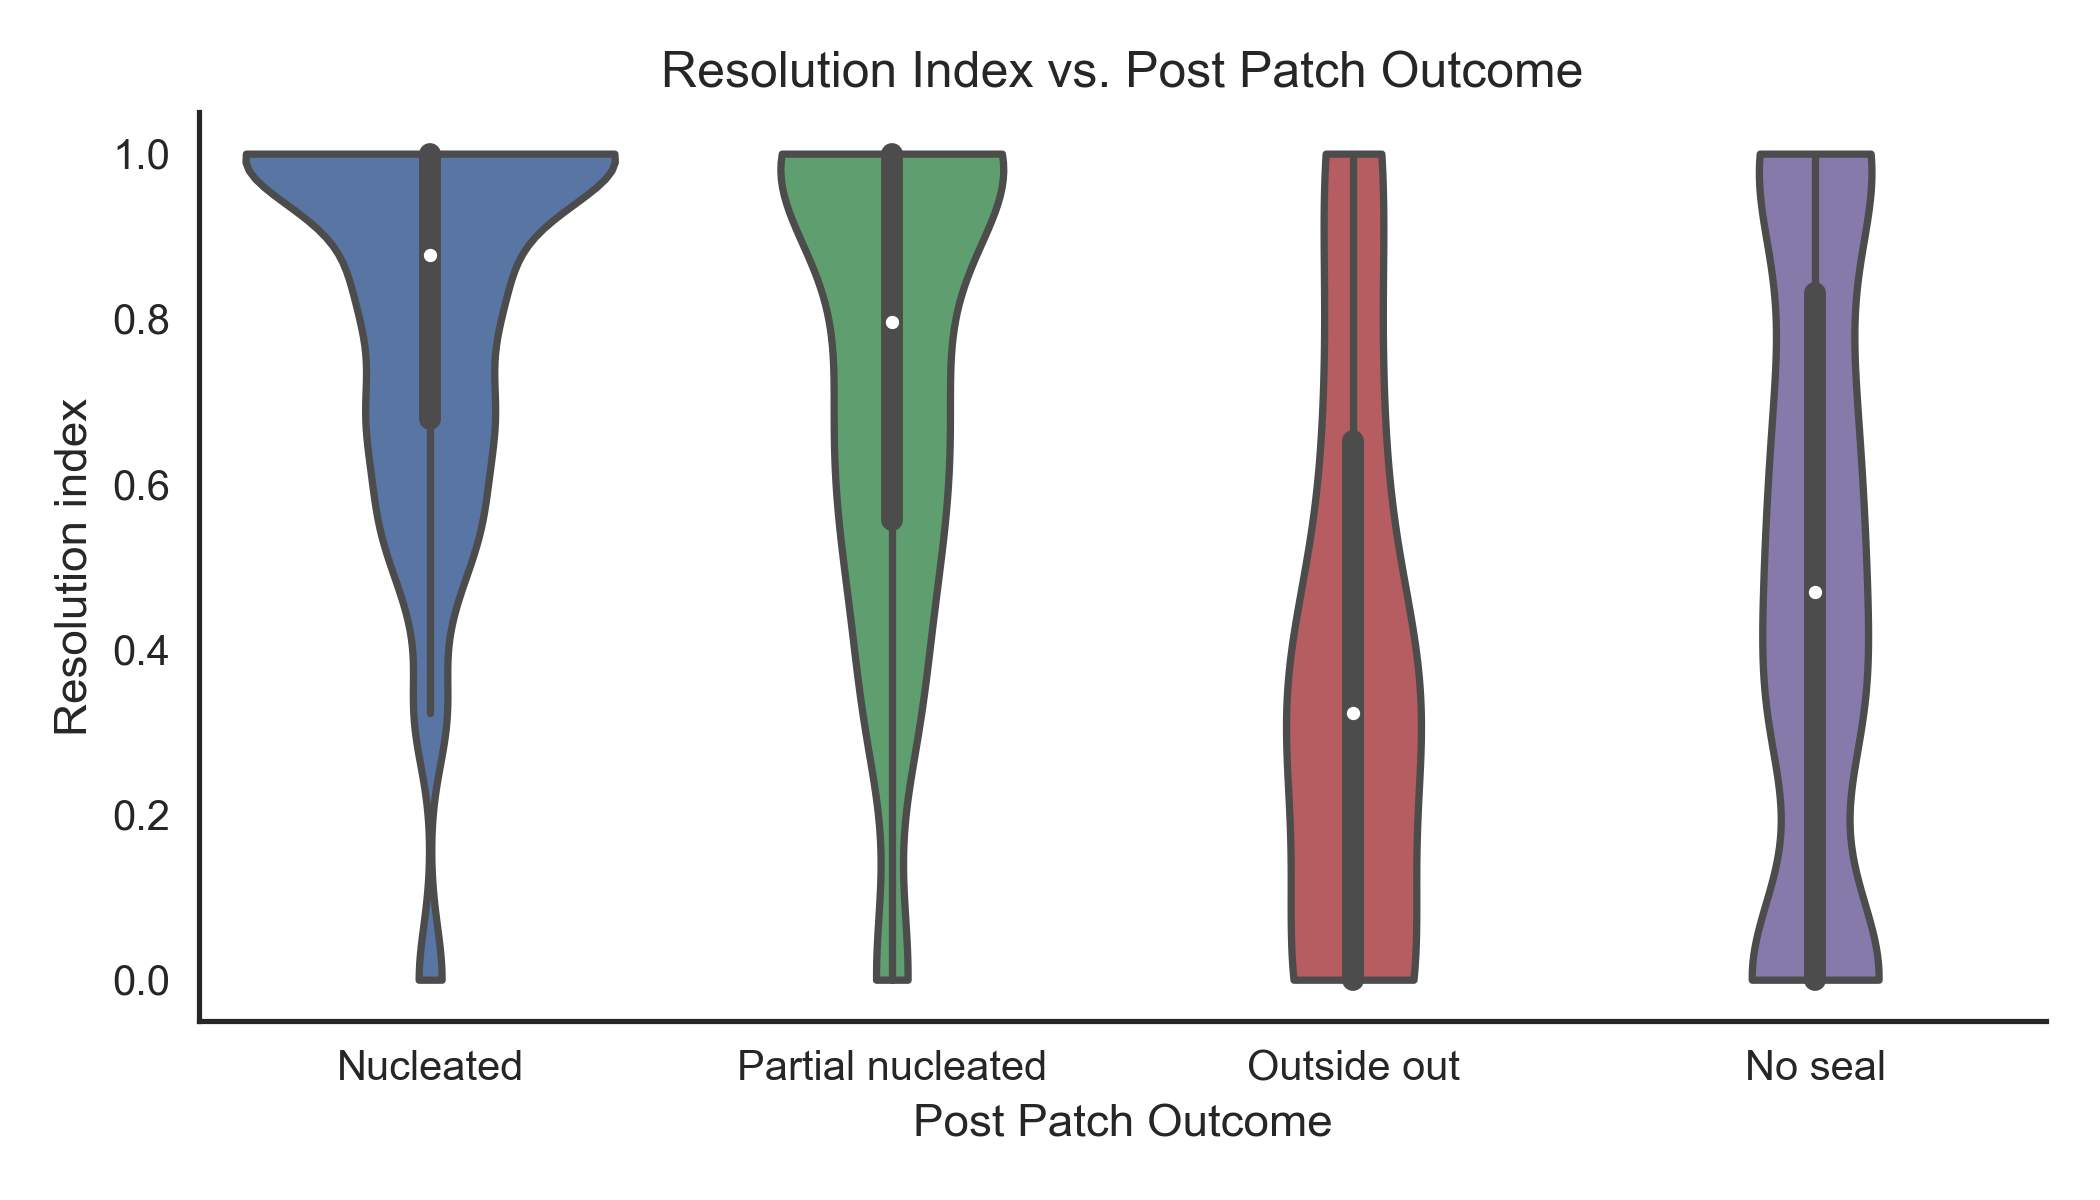 Resolution Index vs. Post Patch Outcome
Resolution index
1.0
0.8
0.6
0.4
0.2
0.0
Nucleated
Partial nucleated
Outside out
No seal
Post Patch Outcome